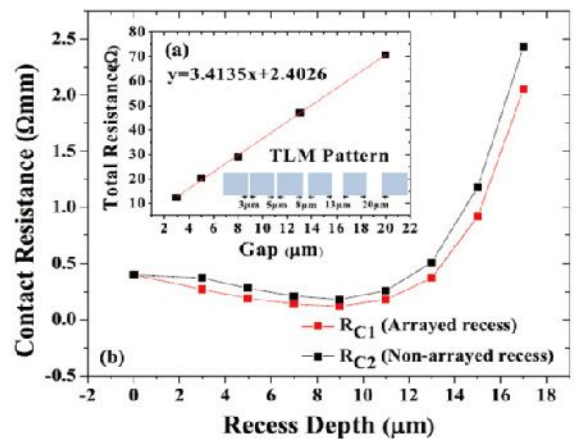 (a)
y=3.4135x+2.4026
Total Resistance(Ω)
80
70
60
50
40
30
20
10
TLM Pattern
3μm 5μm 8μm 13μm 20μm
2 4 6 8 10 12 14 16 18 20 22
Gap (μm)
Contact Resistance (Ωmm)
2.5
2.0
1.5
1.0
0.5
0.0
-0.5
R_C1 (Arrayed recess)
R_C2 (Non-arrayed recess)
(b)
-2 0 2 4 6 8 10 12 14 16 18
Recess Depth (μm)